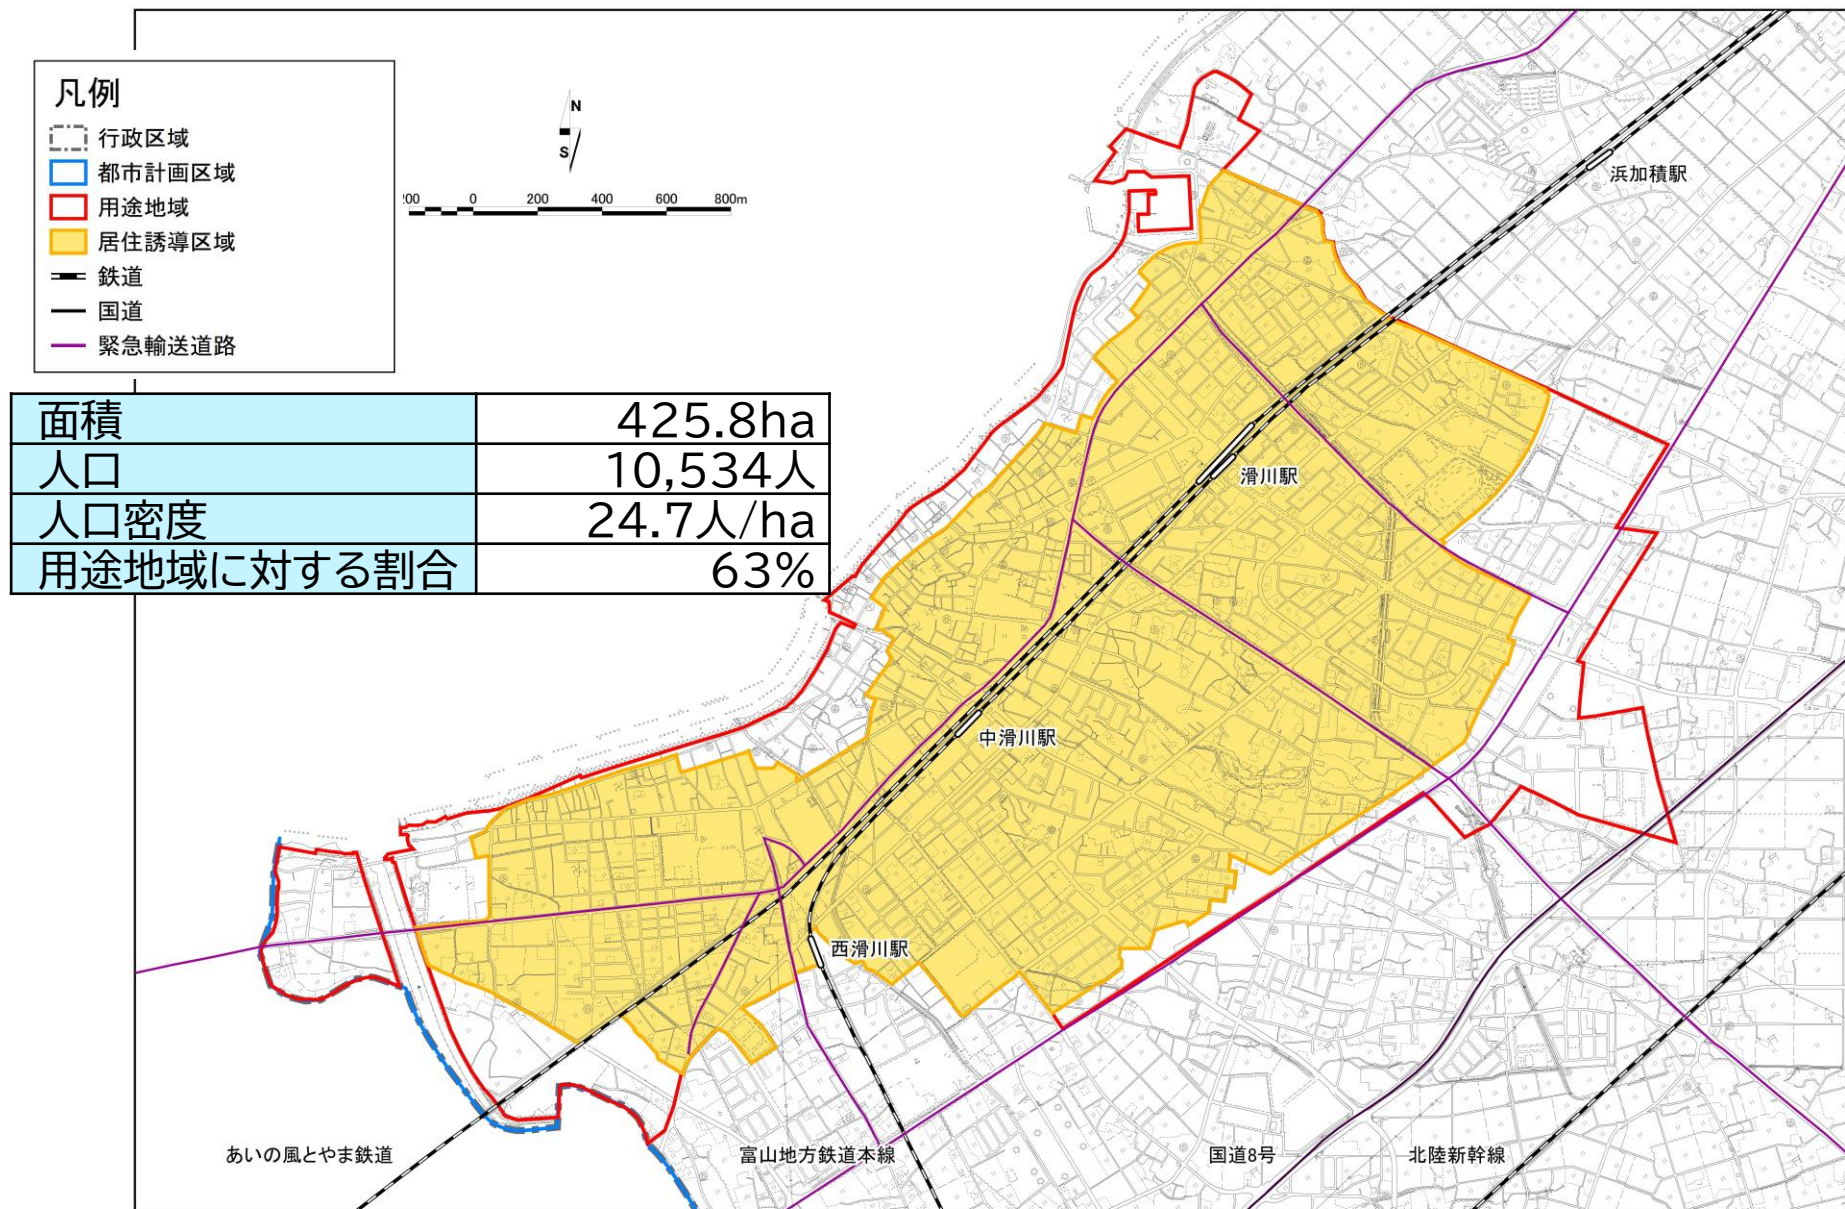 凡例
行政区域
都市計画区域
用途地域
居住誘導区域
鉄道
国道
緊急輸送道路
N
S
200 0 200 400 600 800m
面積 425.8ha
人口 10,534人
人口密度 24.7人/ha
用途地域に対する割合 63%
浜加積駅
滑川駅
中滑川駅
西滑川駅
あいの風とやま鉄道
富山地方鉄道本線
国道8号
北陸新幹線